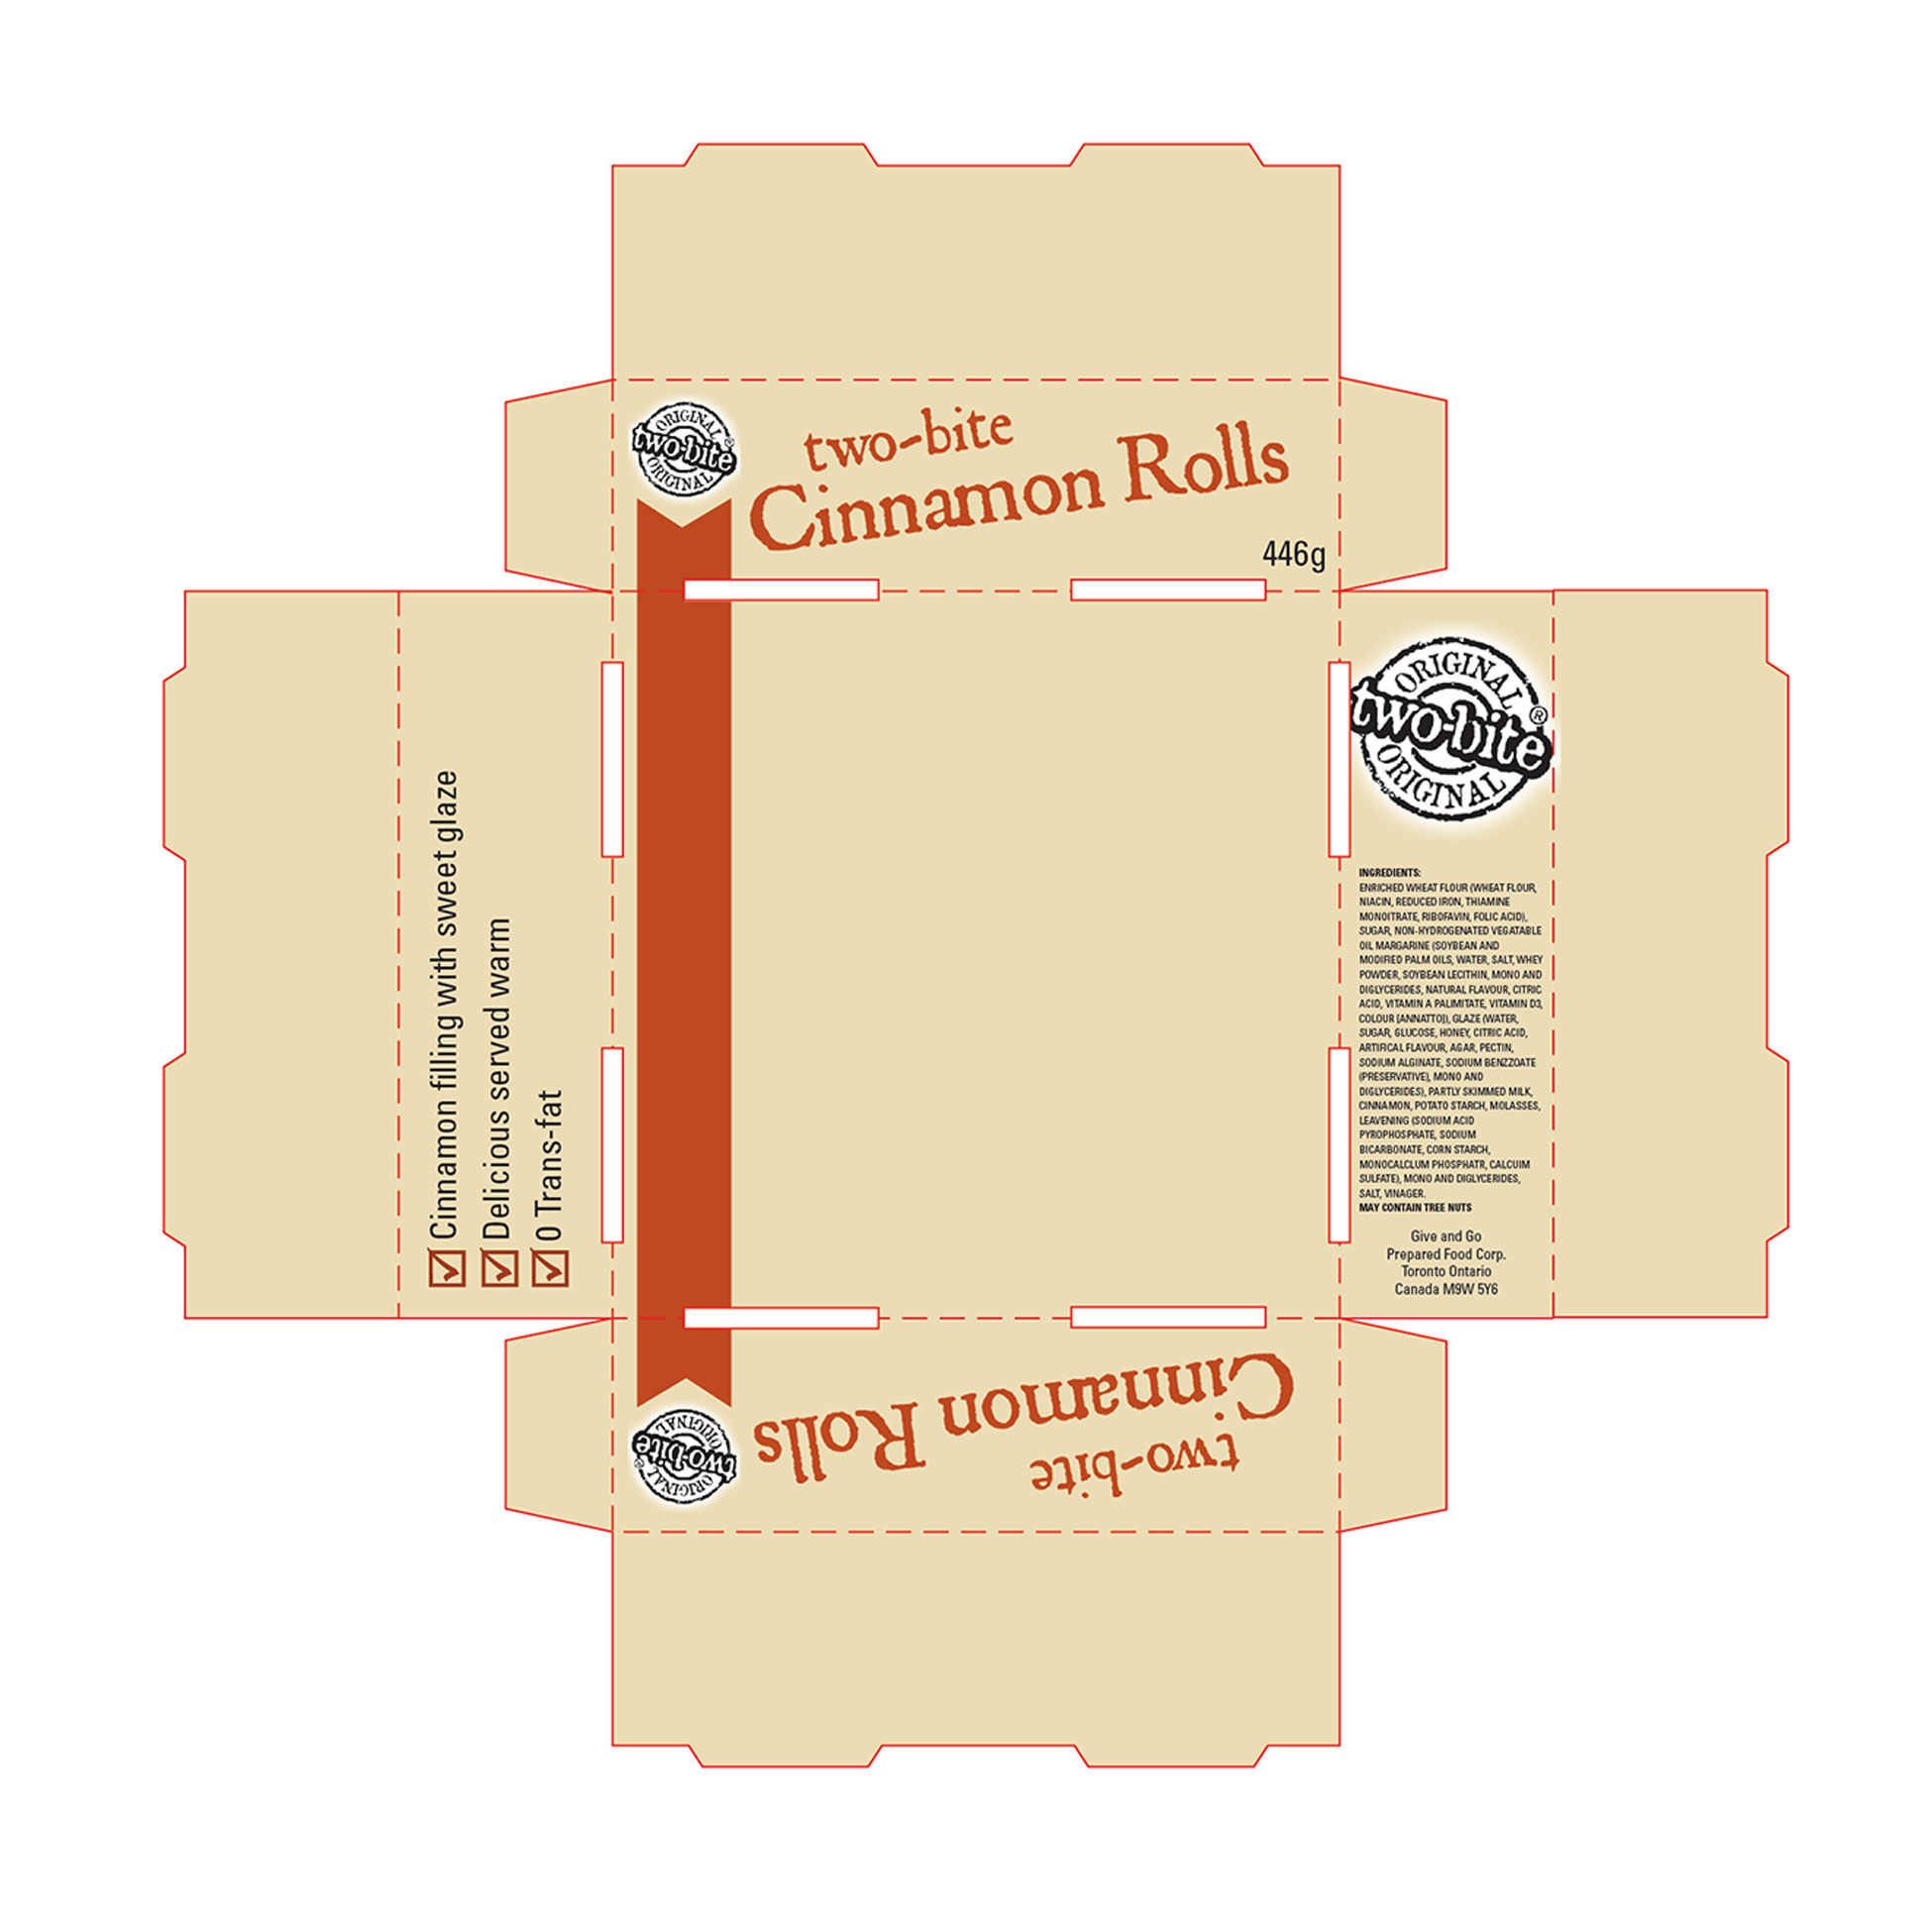 ORIGINAL
two-bite®
ORIGINAL
two-bite
Cinnamon Rolls
446g
Cinnamon filling with sweet glaze
Delicious served warm
0 Trans-fat
ORIGINAL
two-bite®
ORIGINAL
INGREDIENTS:
ENRICHED WHEAT FLOUR (WHEAT FLOUR,
NIACIN, REDUCED IRON, THIAMINE
MONOITRATE, RIBOFAVIN, FOLIC ACID),
SUGAR, NON-HYDROGENATED VEGATABLE
OIL MARGARINE (SOYBEAN AND
MODIFIED PALM OILS, WATER, SALT, WHEY
POWDER, SOYBEAN LECITHIN, MONO AND
DIGLYCERIDES, NATURAL FLAVOUR, CITRIC
ACID, VITAMIN A PALIMITATE, VITAMIN D3,
COLOUR [ANNATTO]), GLAZE (WATER,
SUGAR, GLUCOSE, HONEY, CITRIC ACID,
ARTIFICAL FLAVOUR, AGAR, PECTIN,
SODIUM ALGINATE, SODIUM BENZZOATE
(PRESERVATIVE), MONO AND
DIGLYCERIDES), PARTLY SKIMMED MILK,
CINNAMON, POTATO STARCH, MOLASSES,
LEAVENING (SODIUM ACID
PYROPHOSPHATE, SODIUM
BICARBONATE, CORN STARCH,
MONOCALCLUM PHOSPHATR, CALCUIM
SULFATE), MONO AND DIGLYCERIDES,
SALT, VINAGER.
MAY CONTAIN TREE NUTS
Give and Go
Prepared Food Corp.
Toronto Ontario
Canada M9W 5Y6
two-bite
Cinnamon Rolls
ORIGINAL
two-bite®
ORIGINAL